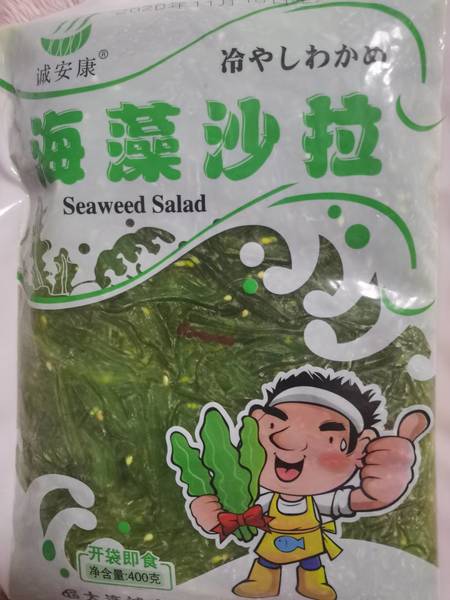 诚安康®
冷やしわかめ
海藻沙拉
Seaweed Salad
开袋即食
净含量:400克